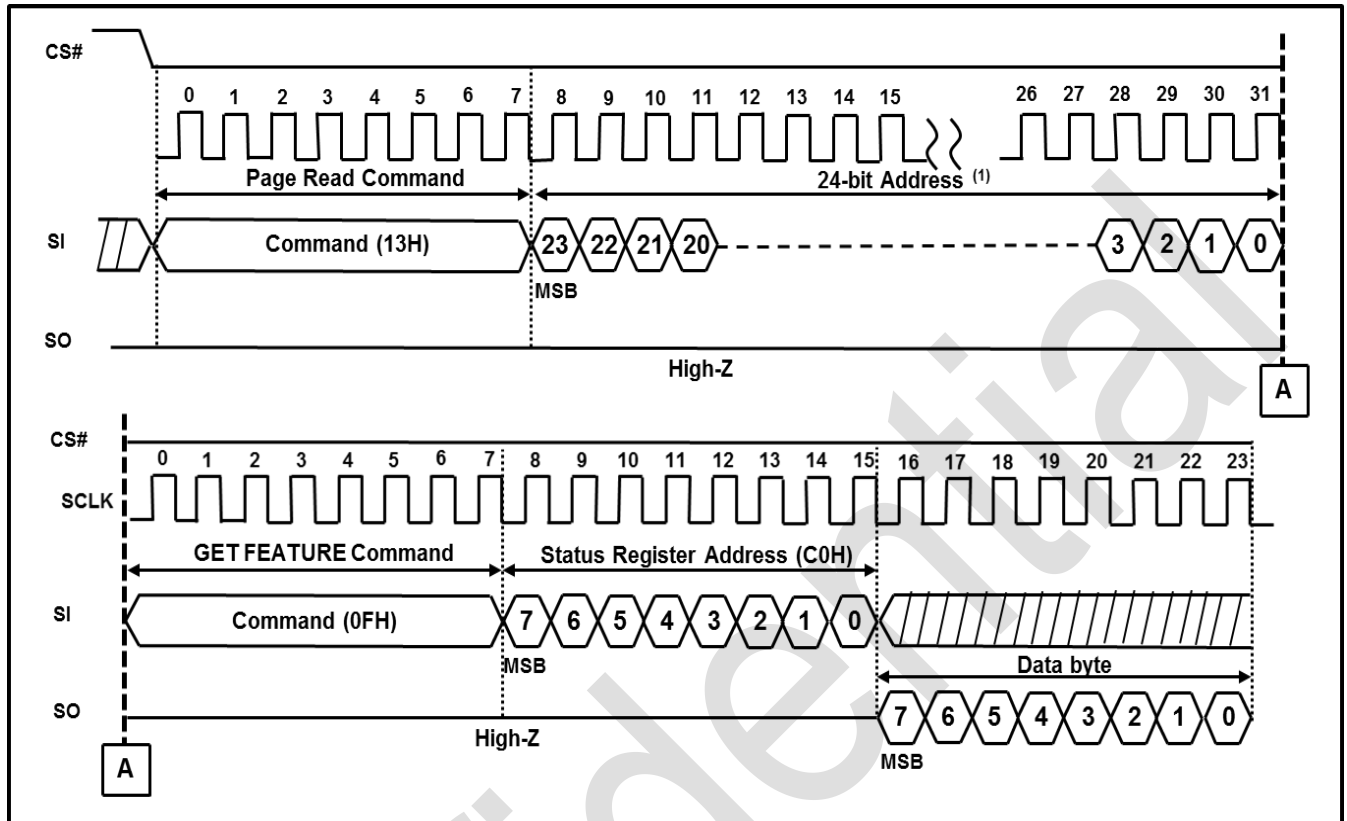 CS#
0 1 2 3 4 5 6 7 8 9 10 11 12 13 14 15 26 27 28 29 30 31
Page Read Command 24-bit Address (1)
SI Command (13H) 23 22 21 20 3 2 1 0
MSB
SO
High-Z
A
CS#
0 1 2 3 4 5 6 7 8 9 10 11 12 13 14 15 16 17 18 19 20 21 22 23
SCLK
GET FEATURE Command Status Register Address (C0H)
SI Command (0FH) 7 6 5 4 3 2 1 0
MSB Data byte
SO 7 6 5 4 3 2 1 0
High-Z
MSB
A